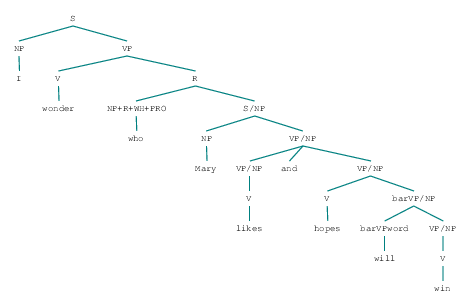 S
NP VP
I V R
wonder NP+R+WH+PRO S/NP
who NP VP/NP
Mary VP/NP and VP/NP
V V barVP/NP
likes hopes barVPword VP/NP
will V
win